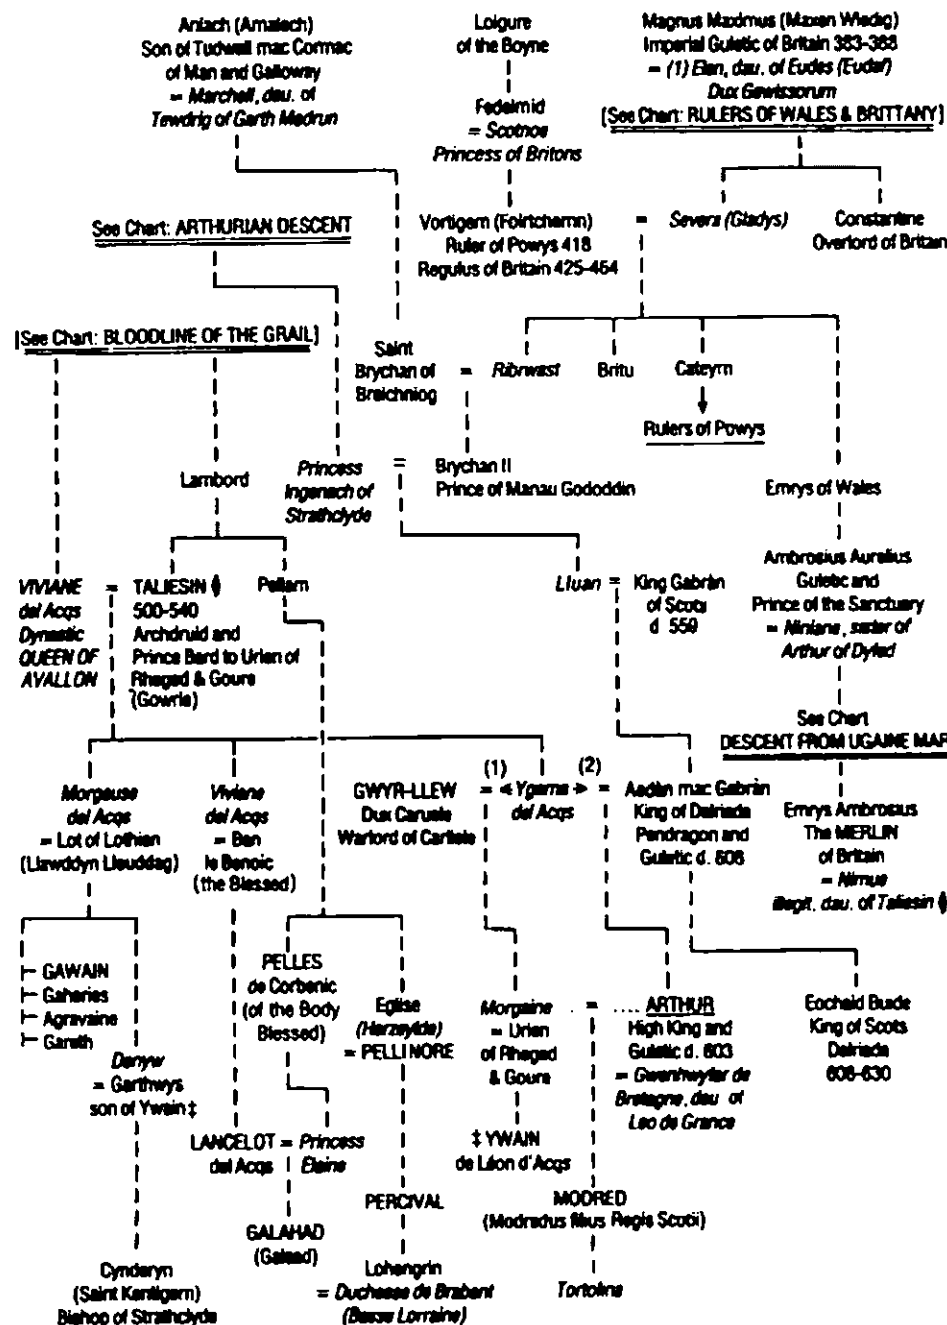 Anlach (Amalech)
Son of Tudwall mac Cormac
of Man and Galloway
= Marchell, dau. of
Tewdrig of Garth Madrun
Loigure
of the Boyne
Fedelmid
= Scotnoe
Princess of Britons
Magnus Maximus (Maxen Wledig)
Imperial Guletic of Britain 383-388
= (1) Elen, dau. of Eudes (Eudaf)
Dux Gewissorum
[See Chart: RULERS OF WALES & BRITTANY]
See Chart: ARTHURIAN DESCENT
Vortigern (Foirtchernn)
Ruler of Powys 418
Regulus of Britain 425-464
=
Severa (Gladys)
Constantine
Overlord of Britain
[See Chart: BLOODLINE OF THE GRAIL]
Saint
Brychan of
Breichniog
=
Ribrwast
Britu
Cateyrn
Rulers of Powys
Lambord
Princess
Ingenach of
Strathclyde
=
Brychan II
Prince of Manau Gododdin
Emrys of Wales
VIVIANE
del Acqs
Dynastic
QUEEN OF
AVALLON
=
TALIESIN ⸋
500-540
Archdruid and
Prince Bard to Urien of
Rheged & Goure
(Gowrie)
Pellam
Lluan =
King Gabràn
of Scots
d 559
Ambrosius Aurelius
Guletic and
Prince of the Sanctuary
= Niniane, sister of
Arthur of Dyfed
See Chart
DESCENT FROM UGAINE MAR
Morgause
del Acqs
= Lot of Lothian
(Llawddyn Lleuddag)
Viviane
del Acqs
= Ban
le Benoic
(the Blessed)
GWYR-LLEW
Dux Caruele
Warlord of Carlisle
(1)
(2)
= < Ygerna > =
del Acqs
Aedàn mac Gabràn
King of Dalriada
Pendragon and
Guletic d. 608
Emrys Ambrosius
The MERLIN
of Britain
= Nimue
illegit. dau. of Taliesin ⸋
GAWAIN
Gaheries
Agravaine
Gareth
Denyw
= Garthwys
son of Ywain ‡
PELLES
de Corbenic
(of the Body
Blessed)
Eglise
(Herzeylde)
= PELLINORE
Morgaine
= Urien
of Rheged
& Goure
= ....
ARTHUR
High King and
Guletic d. 603
= Gwenhwyfar de
Bretagne, dau of
Leo de Grance
Eochaid Buide
King of Scots
Dalriada
608-630
LANCELOT =
del Acqs
Princess
Elaine
‡ YWAIN
de Léon d'Acqs
GALAHAD
(Galaad)
PERCIVAL
MODRED
(Modredus filius Regis Scotii)
Cynderyn
(Saint Kentigern)
Bishop of Strathclyde
Lohengrin
= Duchesse de Brabant
(Basse Lorraine)
Tortolina